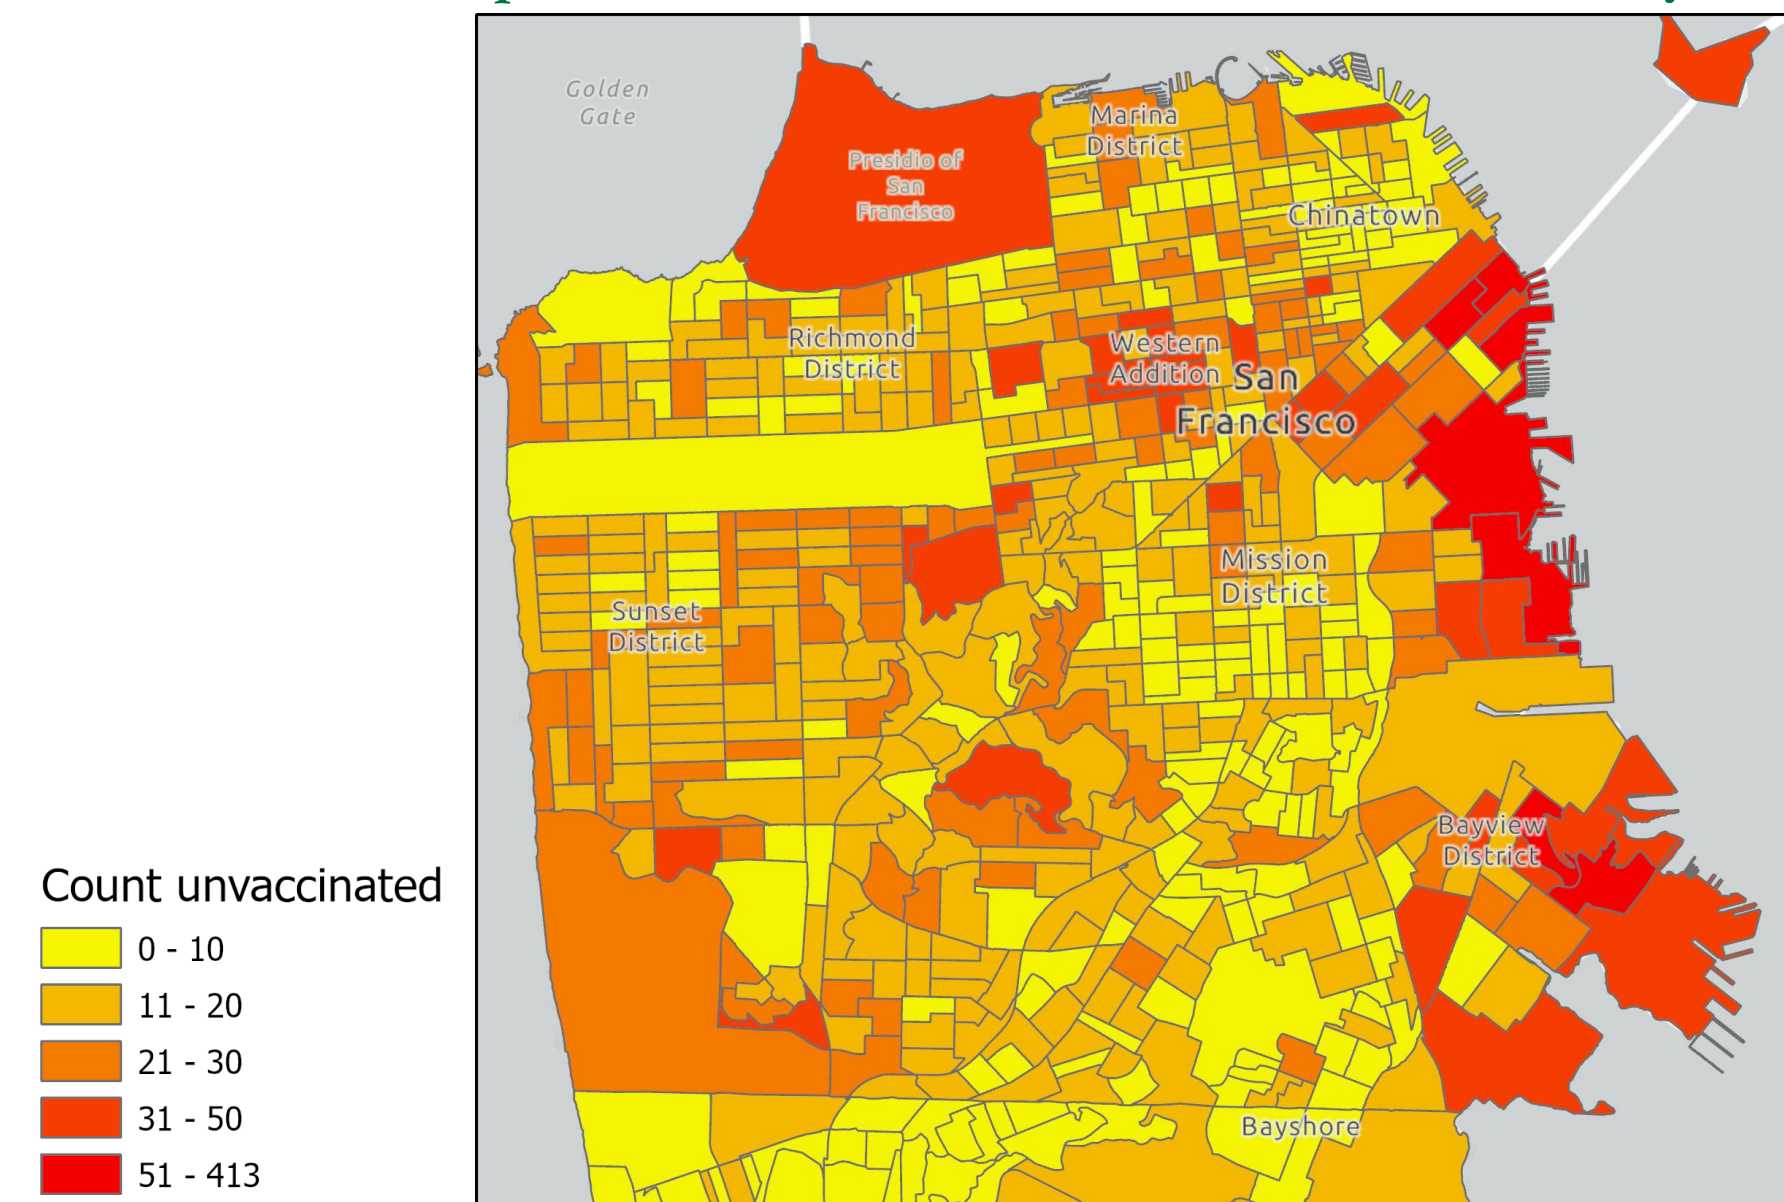 Golden
Gate
Presidio of
San
Francisco
Marina
District
Chinatown
Richmond
District
Western
Addition
San
Francisco
Mission
District
Sunset
District
Bayview
District
Bayshore
Count unvaccinated
0 - 10
11 - 20
21 - 30
31 - 50
51 - 413